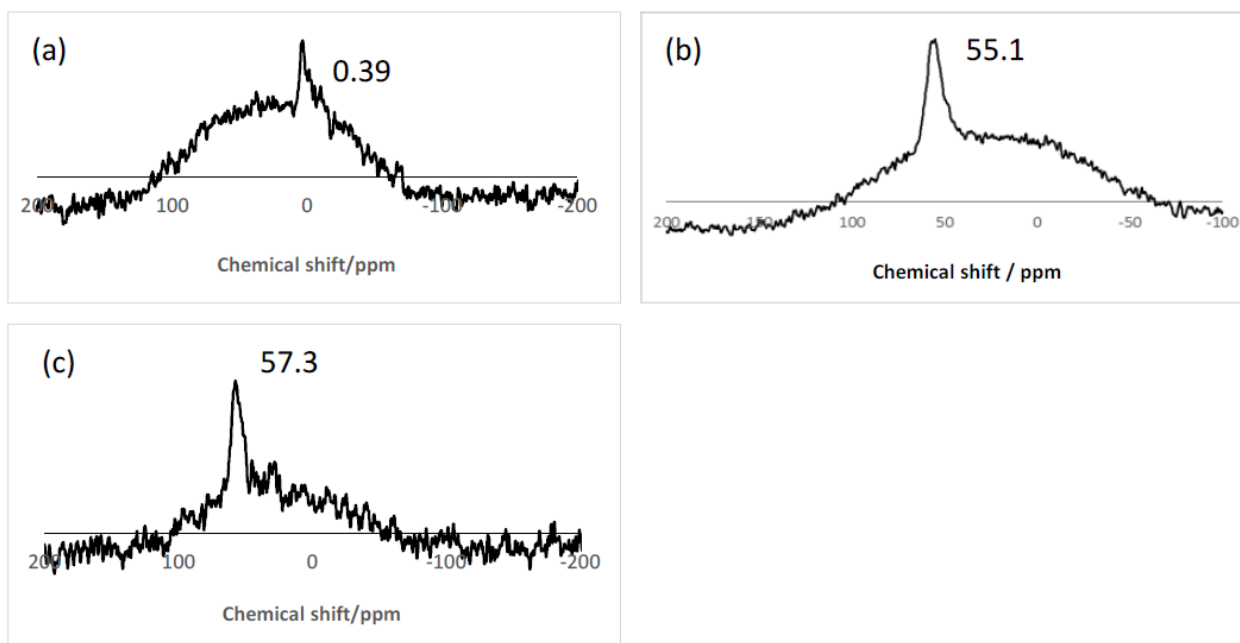 (a)
0.39
200 100 0 -100 -200
Chemical shift/ppm
(b)
55.1
200 150 100 50 0 -50 -100
Chemical shift / ppm
(c)
57.3
200 100 0 -100 -200
Chemical shift/ppm